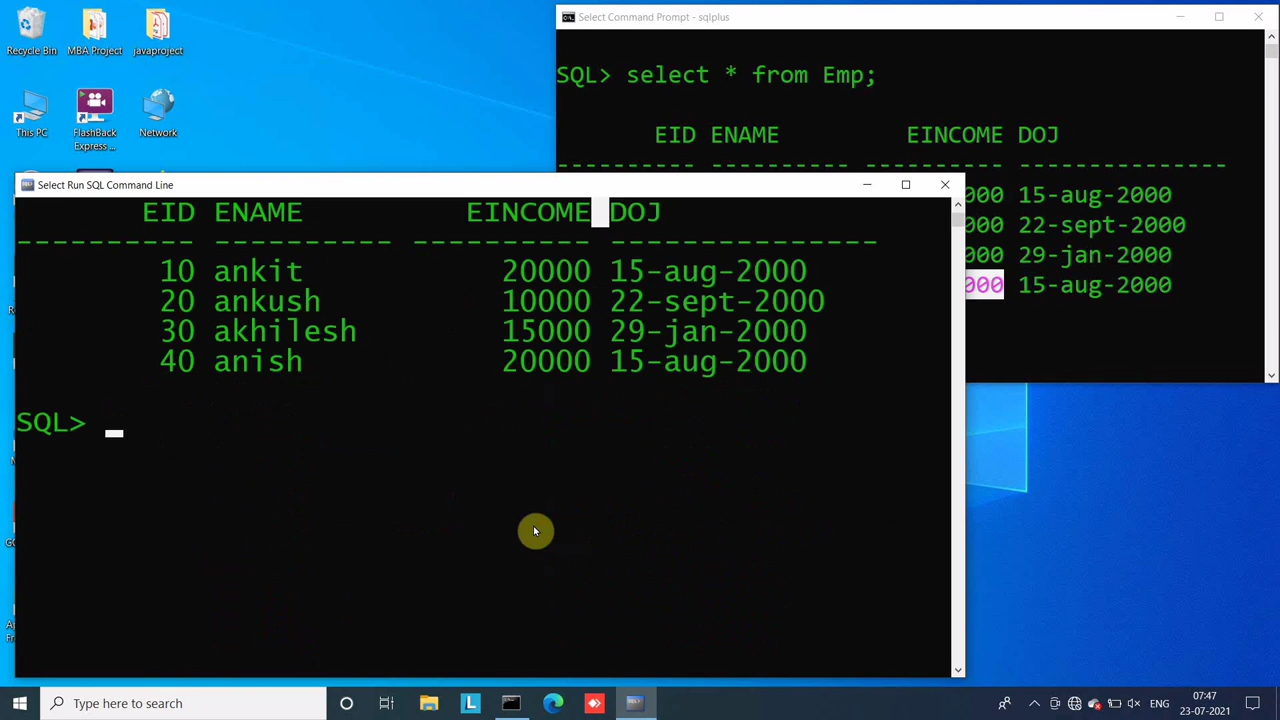 Recycle Bin
MBA Project
javaproject
This PC
FlashBack
Express ...
Network
Select Command Prompt - sqlplus
SQL> select * from Emp;
EID ENAME EINCOME DOJ
---------- ---------- ---------- ---------------
000 15-aug-2000
000 22-sept-2000
000 29-jan-2000
000 15-aug-2000
Select Run SQL Command Line
EID ENAME EINCOME DOJ
---------- ---------- ---------- ---------------
10 ankit 20000 15-aug-2000
20 ankush 10000 22-sept-2000
30 akhilesh 15000 29-jan-2000
40 anish 20000 15-aug-2000
SQL>
Type here to search
L
ENG
07:47
23-07-2021